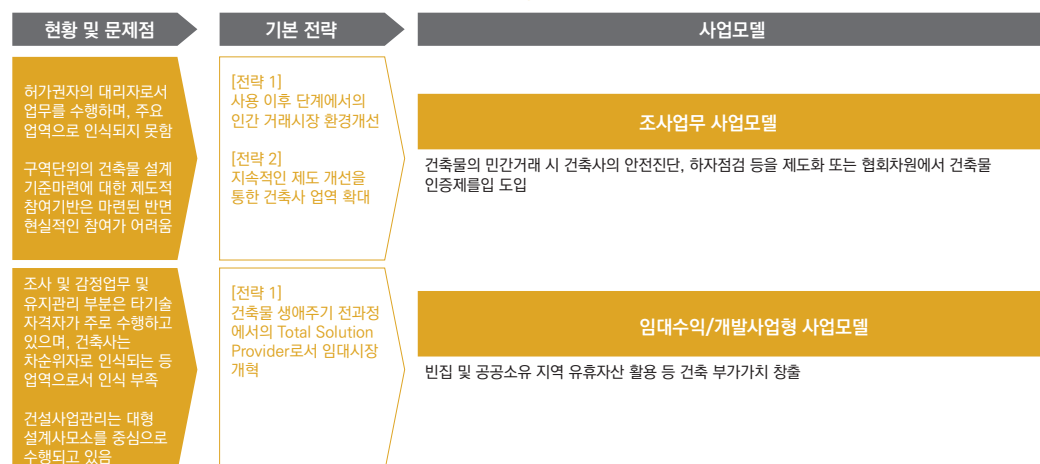 현황 및 문제점
기본 전략
사업모델
허가권자의 대리자로서
업무를 수행하며, 주요
업역으로 인식되지 못함
구역단위의 건축물 설계
기준마련에 대한 제도적
참여기반은 마련된 반면
현실적인 참여가 어려움
[전략 1]
사용 이후 단계에서의
인간 거래시장 환경개선
[전략 2]
지속적인 제도 개선을
통한 건축사 업역 확대
조사업무 사업모델
건축물의 민간거래 시 건축사의 안전진단, 하자점검 등을 제도화 또는 협회차원에서 건축물
인증제를입 도입
조사 및 감정업무 및
유지관리 부분은 타기술
자격자가 주로 수행하고
있으며, 건축사는
차순위자로 인식되는 등
업역으로서 인식 부족
건설사업관리는 대형
설계사모소를 중심으로
수행되고 있음
[전략 1]
건축물 생애주기 전과정
에서의 Total Solution
Provider로서 임대시장
개혁
임대수익/개발사업형 사업모델
빈집 및 공공소유 지역 유휴자산 활용 등 건축 부가가치 창출